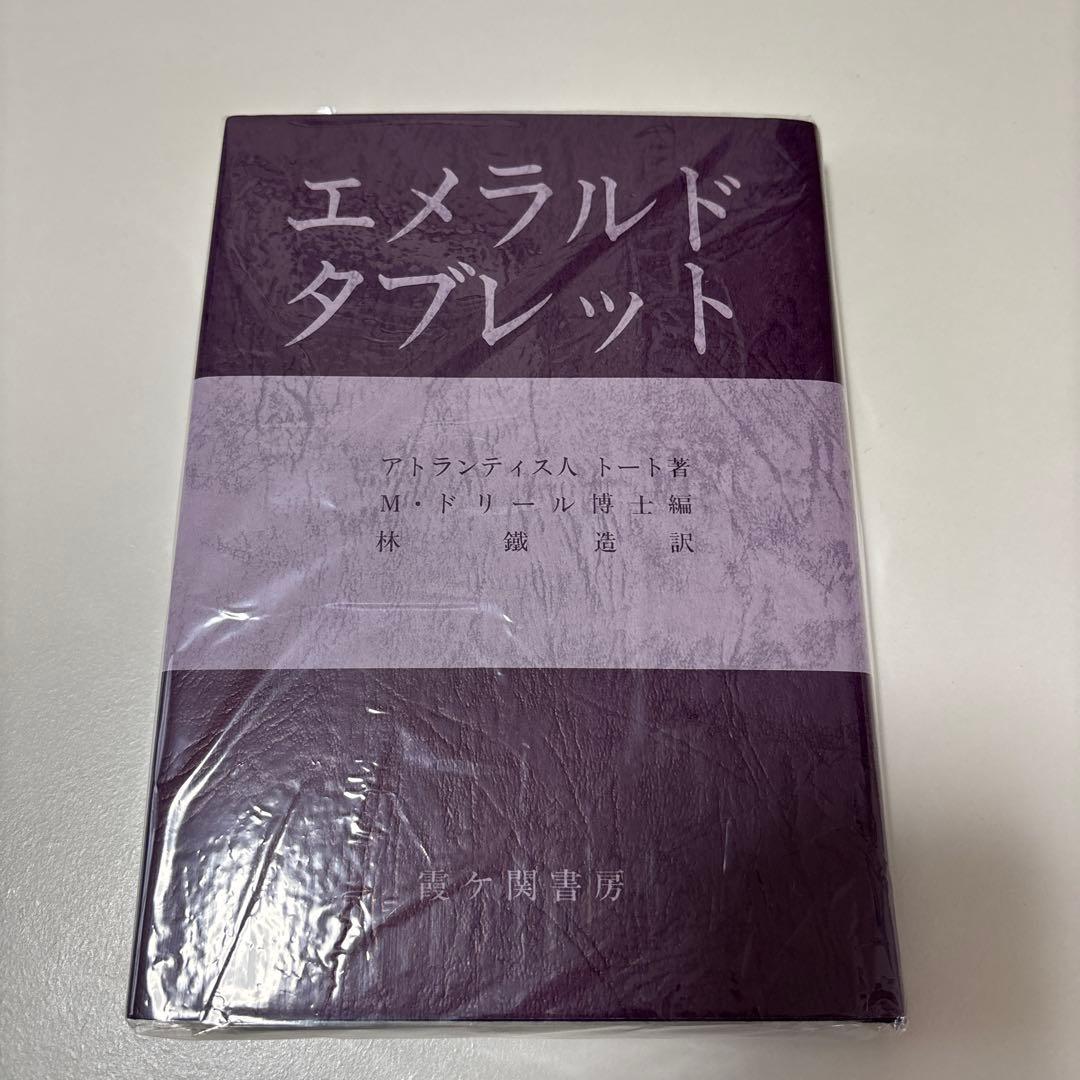 エメラルド
タブレット
アトランティス人 トート著
M・ドリール博士編
林鐵造訳
霞ケ関書房